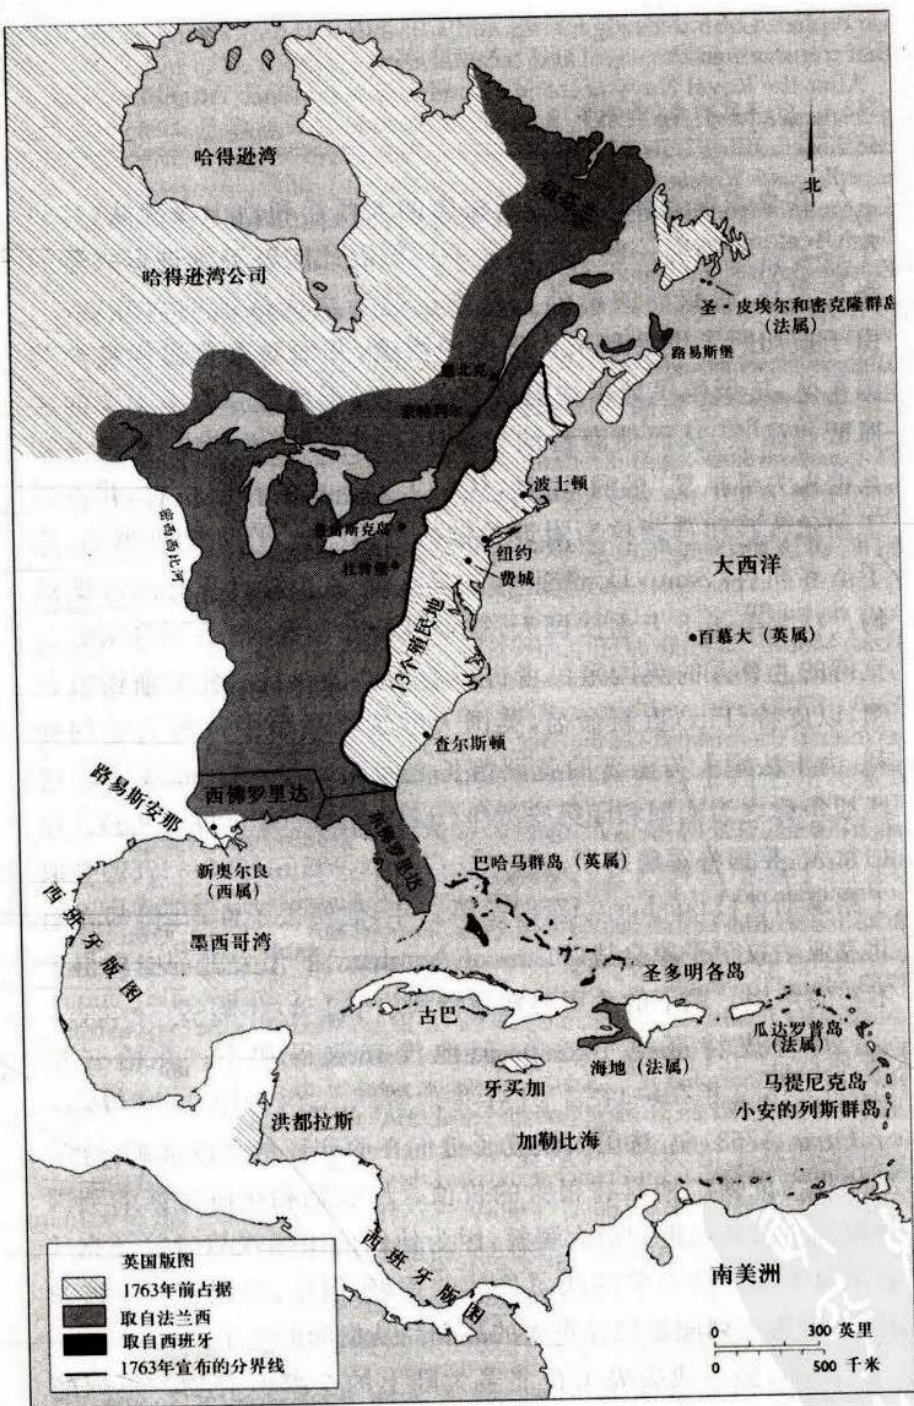 哈得逊湾
北
哈得逊湾公司
圣·皮埃尔和密克隆群岛
（法属）
路易斯堡
魁北克
蒙特利尔
波士顿
密西西比河
纽约
费城
大西洋
杜肯堡
13个殖民地
百慕大（英属）
查尔斯顿
路易斯安那
西佛罗里达
东佛罗里达
新奥尔良
（西属）
巴哈马群岛（英属）
西班牙版图
墨西哥湾
圣多明各岛
古巴
瓜达罗普岛
（法属）
海地（法属）
牙买加
马提尼克岛
小安的列斯群岛
洪都拉斯
加勒比海
西班牙版图
南美洲
英国版图
1763年前占据
取自法兰西
取自西班牙
1763年宣布的分界线
0 300 英里
0 500 千米